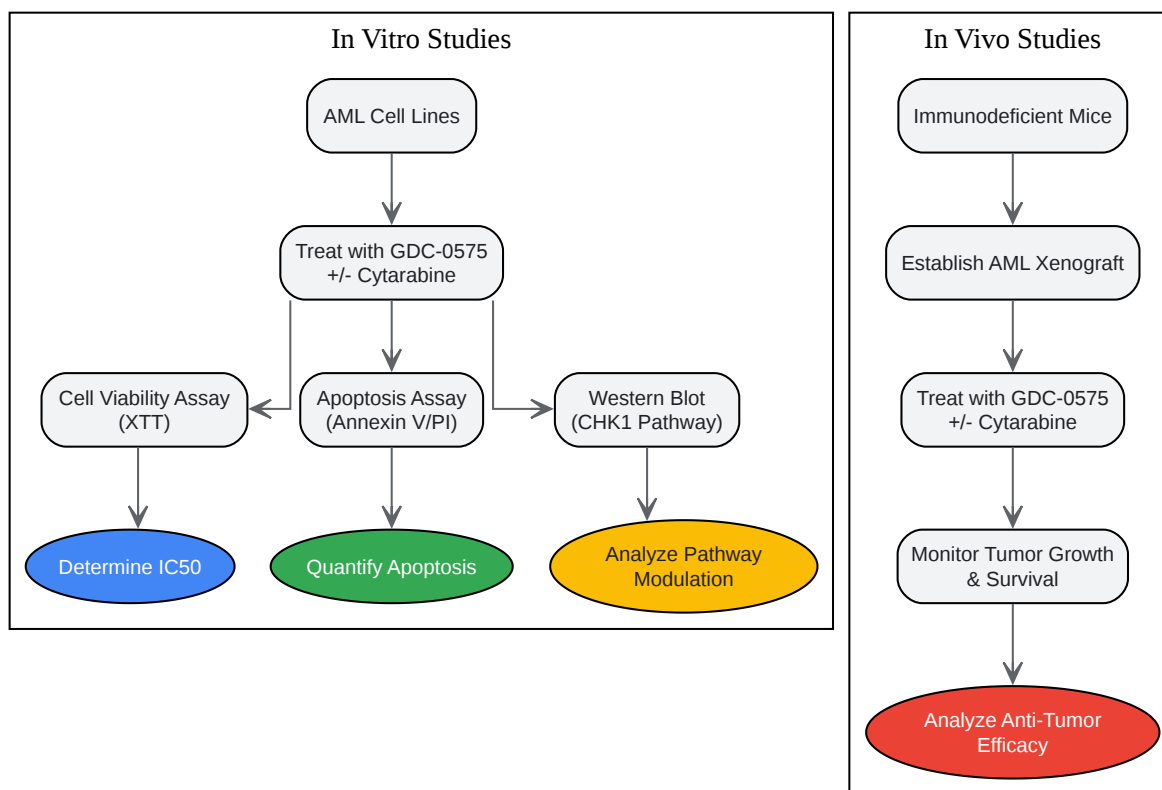 In Vitro Studies
AML Cell Lines
Treat with GDC-0575
+/- Cytarabine
Cell Viability Assay
(XTT)
Apoptosis Assay
(Annexin V/PI)
Western Blot
(CHK1 Pathway)
Determine IC50
Quantify Apoptosis
Analyze Pathway
Modulation
In Vivo Studies
Immunodeficient Mice
Establish AML Xenograft
Treat with GDC-0575
+/- Cytarabine
Monitor Tumor Growth
& Survival
Analyze Anti-Tumor
Efficacy